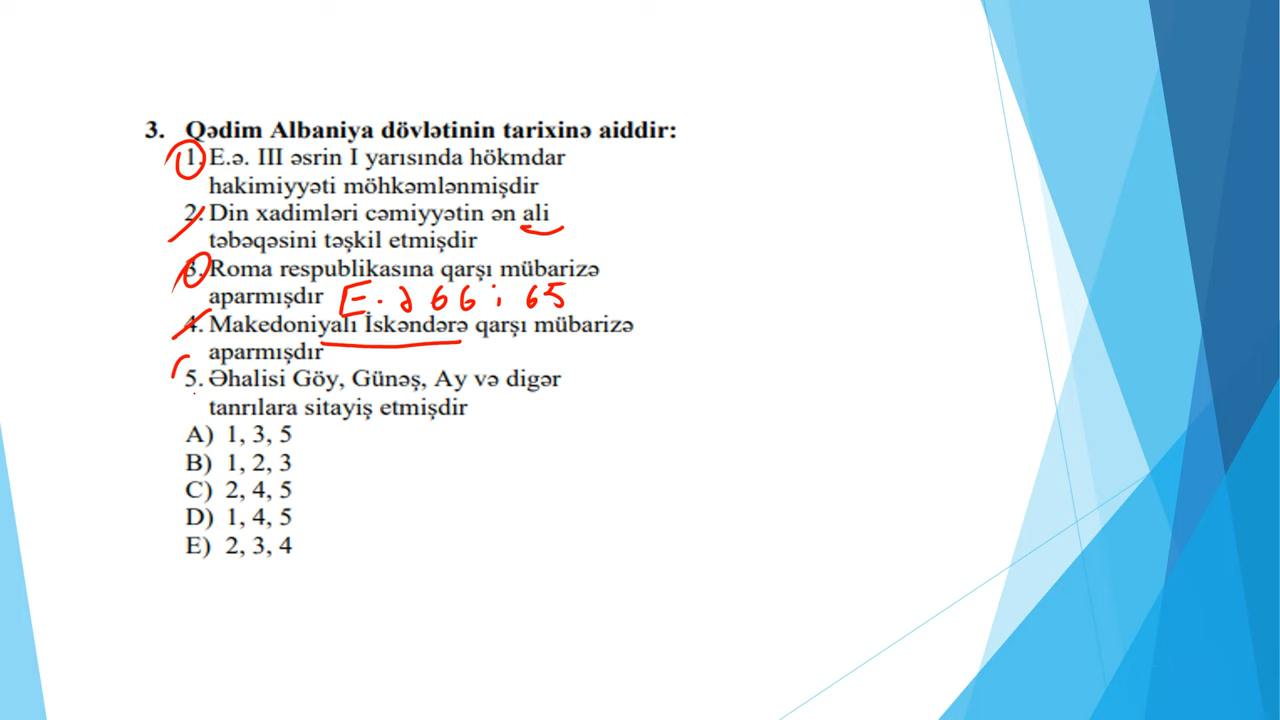 3. Qədim Albaniya dövlətinin tarixinə aiddir:
1. E.ə. III əsrin I yarısında hökmdar
hakimiyyəti möhkəmlənmişdir
2. Din xadimləri cəmiyyətin ən ali
təbəqəsini təşkil etmişdir
3. Roma respublikasına qarşı mübarizə
aparmışdır E.ə 66; 65
4. Makedoniyalı İskəndərə qarşı mübarizə
aparmışdır
5. Əhalisi Göy, Günəş, Ay və digər
tanrılara sitayiş etmişdir
A) 1, 3, 5
B) 1, 2, 3
C) 2, 4, 5
D) 1, 4, 5
E) 2, 3, 4